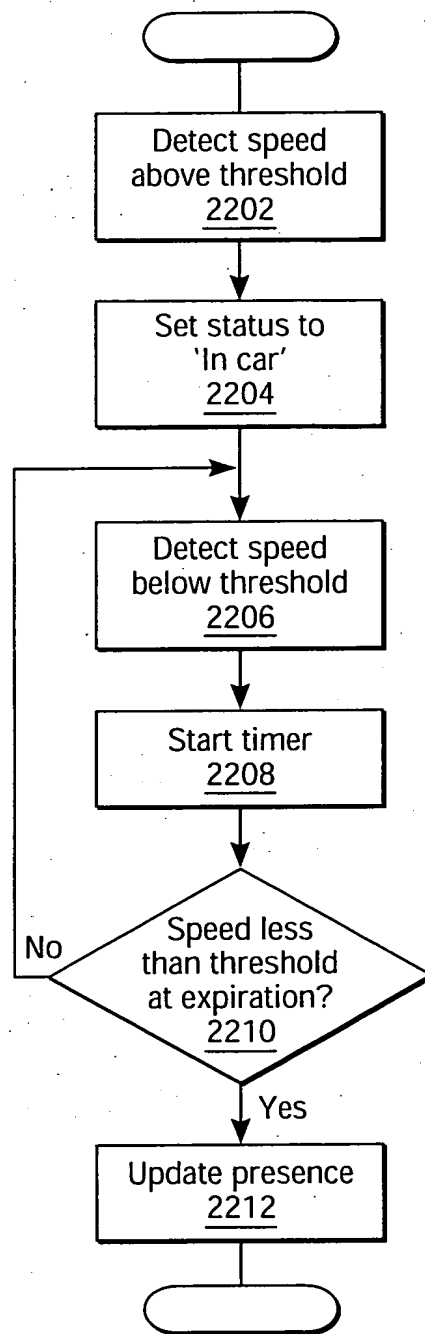 Detect speed
above threshold
2202
Set status to
'In car'
2204
Detect speed
below threshold
2206
Start timer
2208
No
Speed less
than threshold
at expiration?
2210
Yes
Update presence
2212